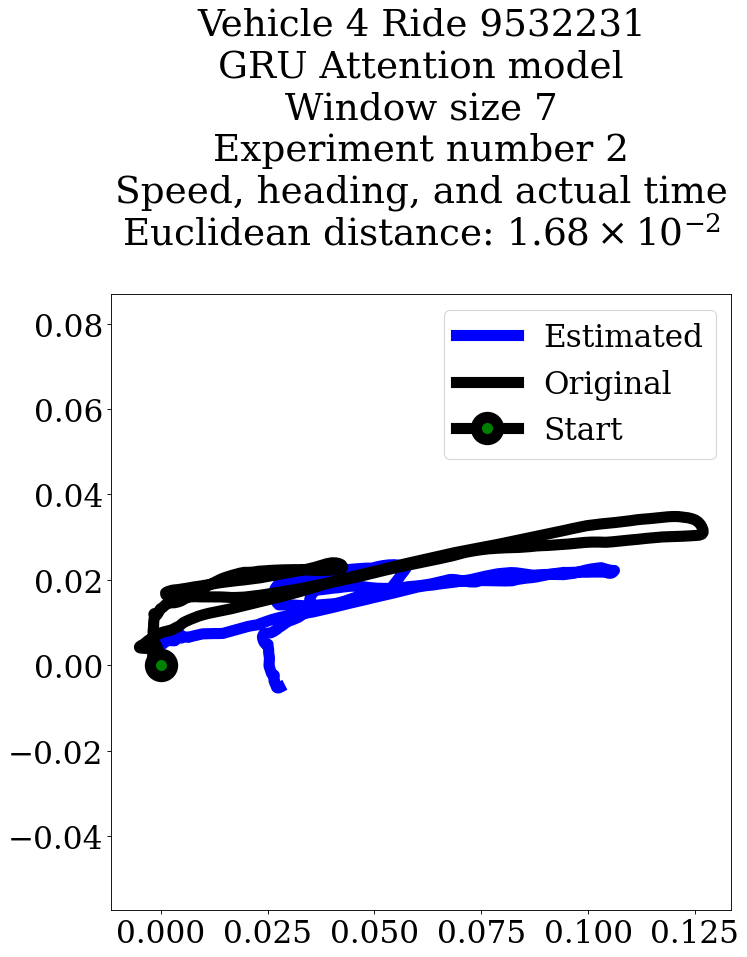 Vehicle 4 Ride 9532231
GRU Attention model
Window size 7
Experiment number 2
Speed, heading, and actual time
Euclidean distance: 1.68 × 10⁻²
Estimated
Original
Start
0.08
0.06
0.04
0.02
0.00
−0.02
−0.04
0.000 0.025 0.050 0.075 0.100 0.125